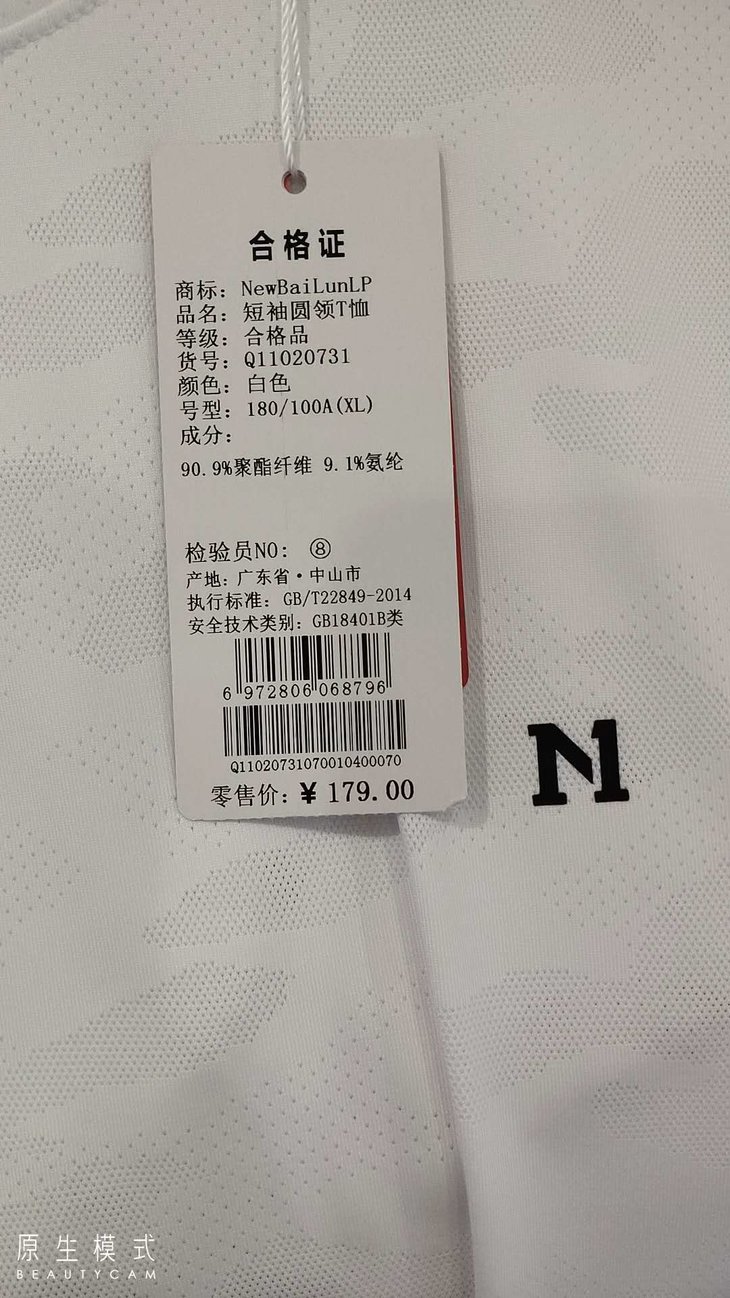 合格证
商标：NewBaiLunLP
品名：短袖圆领T恤
等级：合格品
货号：Q11020731
颜色：白色
号型：180/100A(XL)
成分：
90.9%聚酯纤维 9.1%氨纶
检验员NO： ⑧
产地：广东省·中山市
执行标准：GB/T22849-2014
安全技术类别：GB18401B类
6 972806 068796
Q11020731070010400070
零售价：¥ 179.00
N
原生模式
BEAUTYCAM